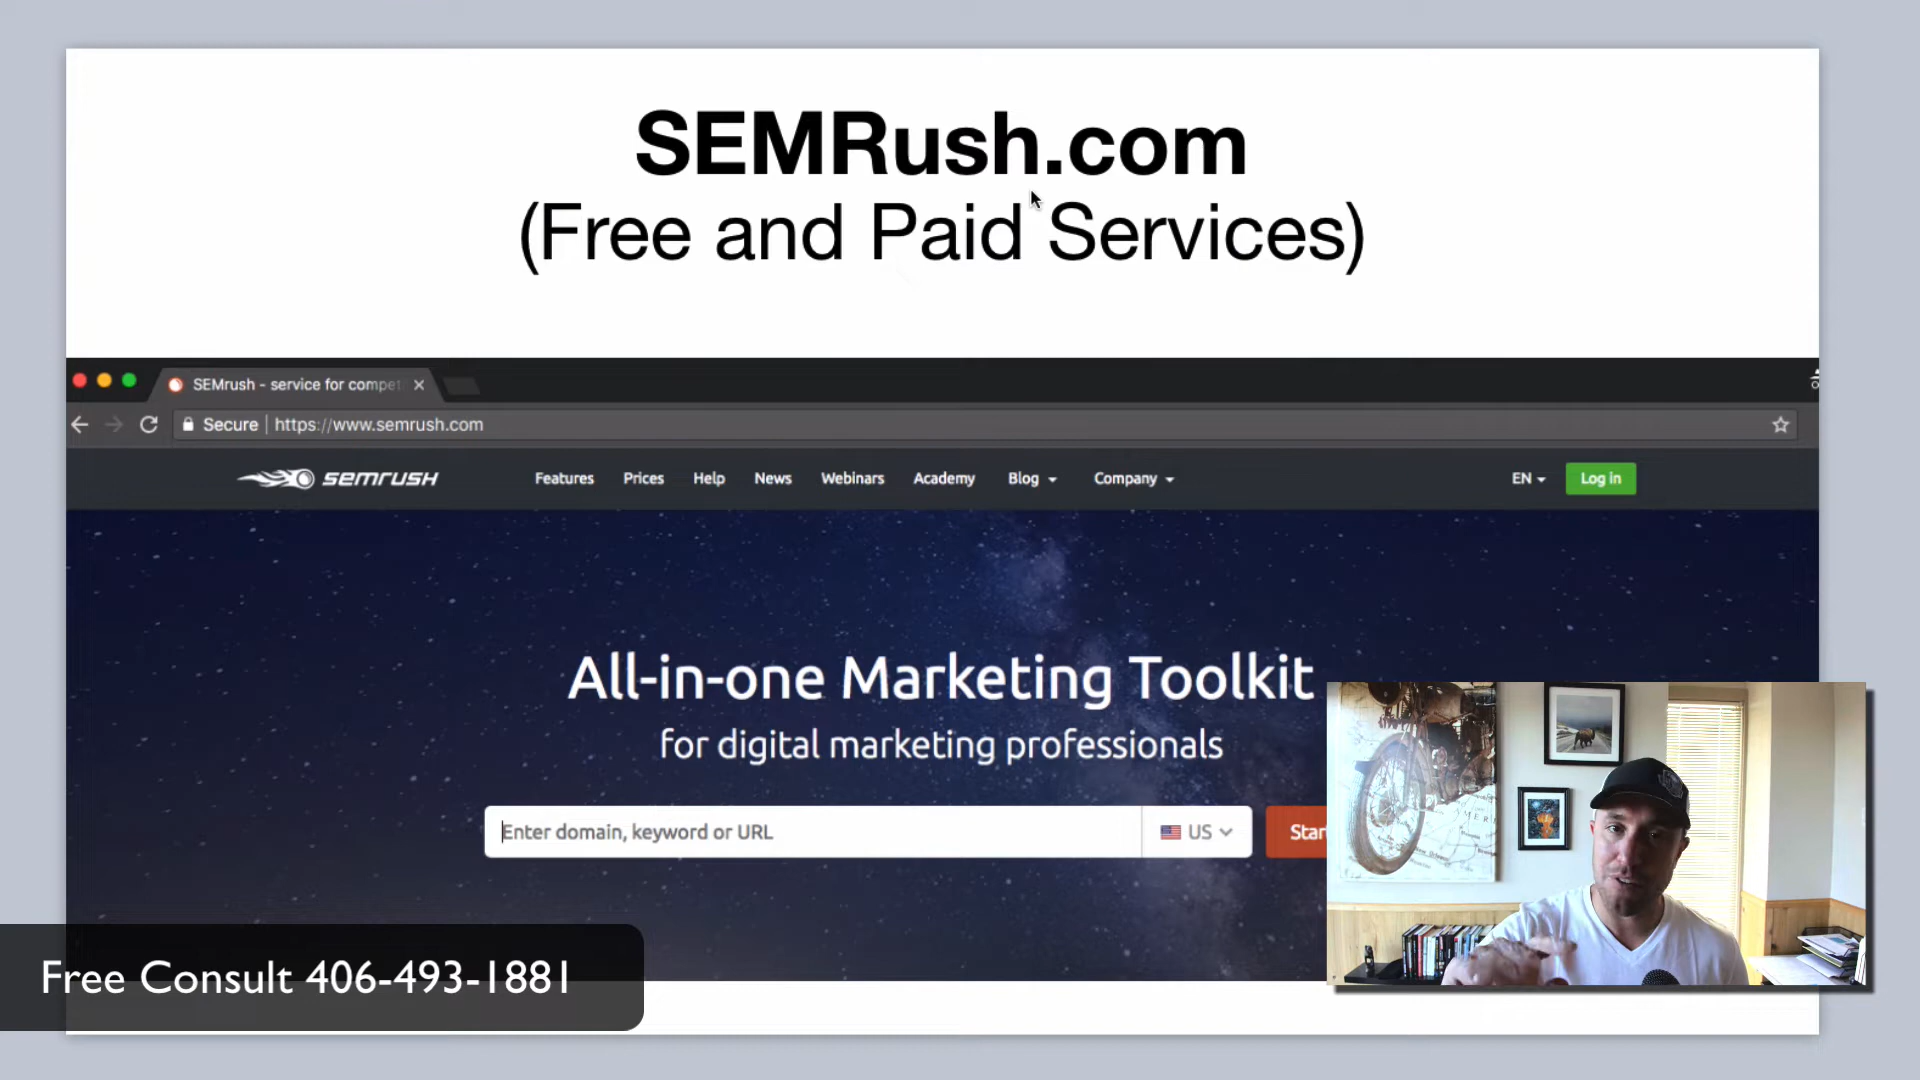 SEMRush.com
(Free and Paid Services)
SEMrush - service for compet
Secure | https://www.semrush.com
semrush Features Prices Help News Webinars Academy Blog Company EN Log in
All-in-one Marketing Toolkit
for digital marketing professionals
Enter domain, keyword or URL US Star
Free Consult 406-493-1881